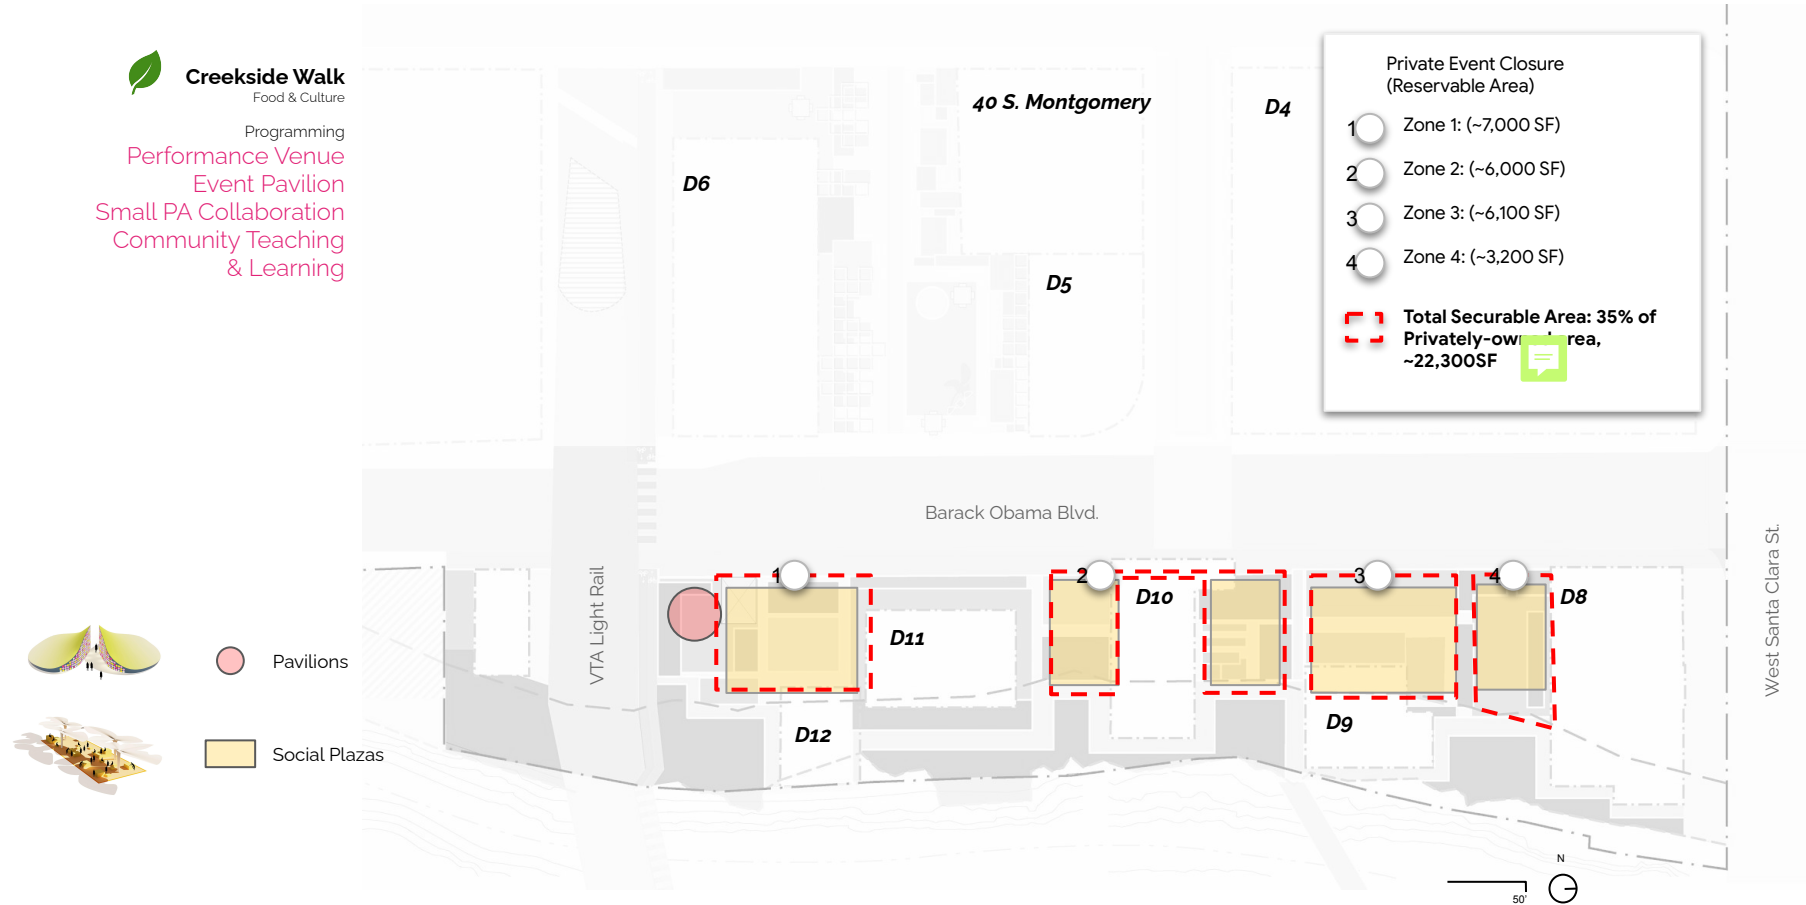 Creekside Walk
Food & Culture
Programming
Performance Venue
Event Pavilion
Small PA Collaboration
Community Teaching
& Learning
Pavilions
Social Plazas
40 S. Montgomery
D4
D6
D5
Private Event Closure
(Reservable Area)
1 Zone 1: (~7,000 SF)
2 Zone 2: (~6,000 SF)
3 Zone 3: (~6,100 SF)
4 Zone 4: (~3,200 SF)
Total Securable Area: 35% of
Privately-owned area,
~22,300SF
Barack Obama Blvd.
VTA Light Rail
West Santa Clara St.
1
2
3
4
D10
D8
D11
D12
D9
N
50'